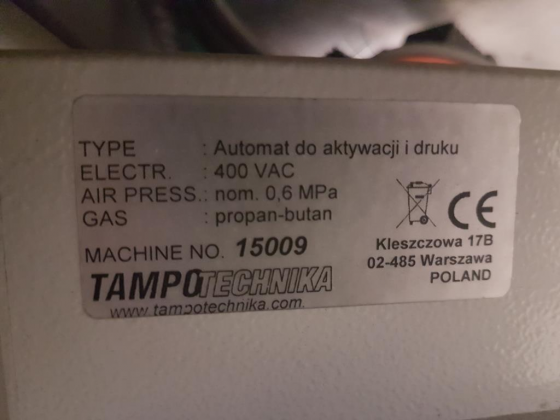 TYPE : Automat do aktywacji i druku
ELECTR. : 400 VAC
AIR PRESS.: nom. 0,6 MPa
GAS : propan-butan
MACHINE NO. 15009
TAMPOTECHNIKA
www.tampotechnika.com
CE
Kleszczowa 17B
02-485 Warszawa
POLAND